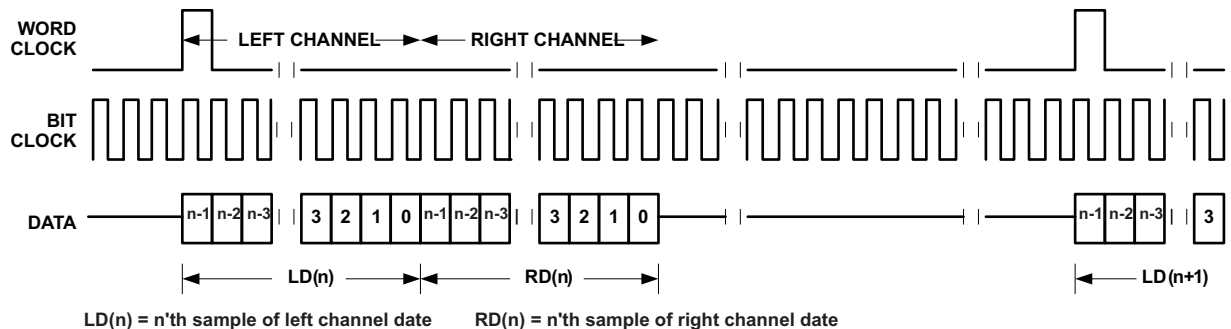 WORD CLOCK
LEFT CHANNEL RIGHT CHANNEL
BIT CLOCK
DATA
n-1 n-2 n-3 3 2 1 0 n-1 n-2 n-3 3 2 1 0 n-1 n-2 n-3 3
LD(n) RD(n) LD(n+1)
LD(n) = n'th sample of left channel date RD(n) = n'th sample of right channel date